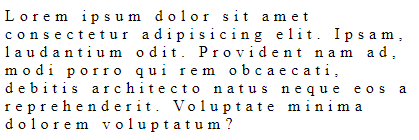 Lorem ipsum dolor sit amet
consectetur adipisicing elit. Ipsam,
laudantium odit. Provident nam ad,
modi porro qui rem obcaecati,
debitis architecto natus neque eos a
reprehenderit. Voluptate minima
dolorem voluptatum?